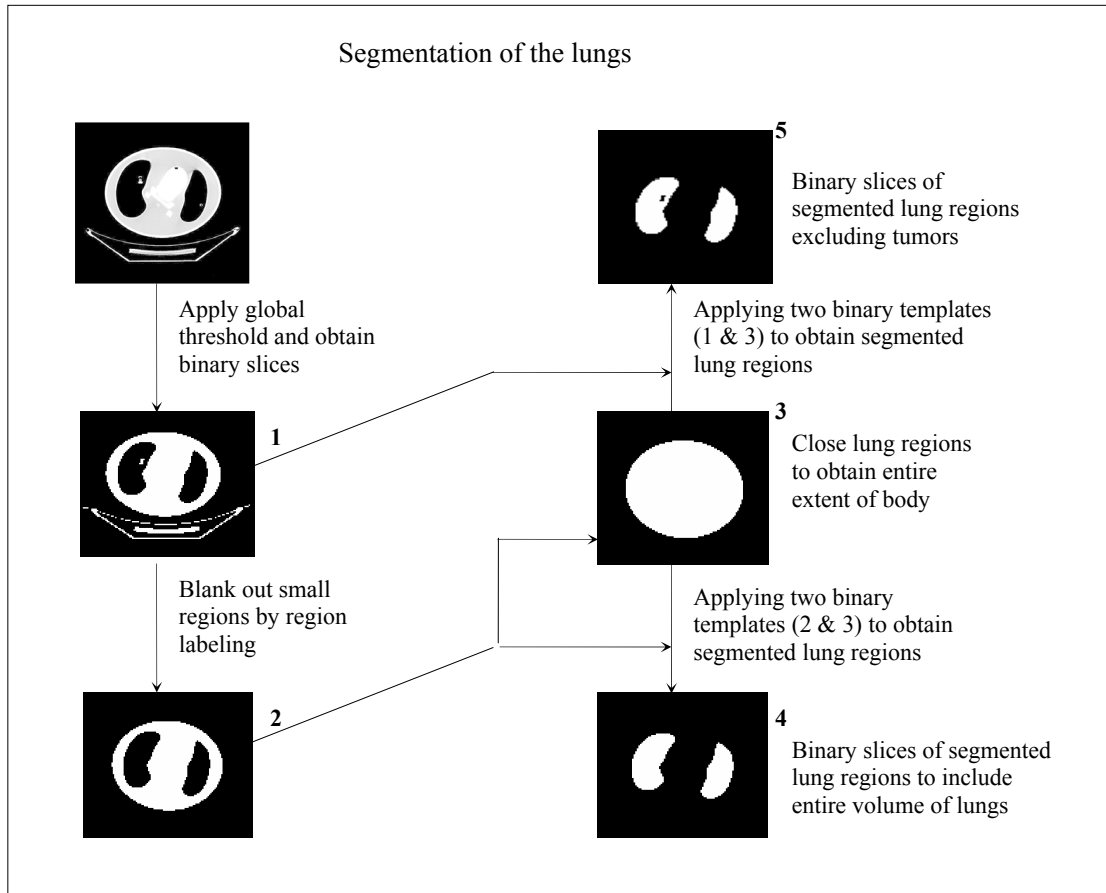 Segmentation of the lungs
Apply global
threshold and obtain
binary slices
1
Blank out small
regions by region
labeling
2
5
Binary slices of
segmented lung regions
excluding tumors
Applying two binary templates
(1 & 3) to obtain segmented
lung regions
3
Close lung regions
to obtain entire
extent of body
Applying two binary
templates (2 & 3) to obtain
segmented lung regions
4
Binary slices of segmented
lung regions to include
entire volume of lungs